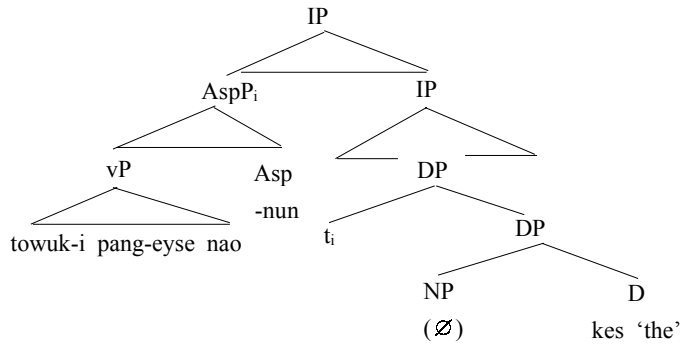 IP
AspPi IP
vP Asp DP
-nun
towuk-i pang-eyse nao ti DP
NP D
(∅) kes ‘the’